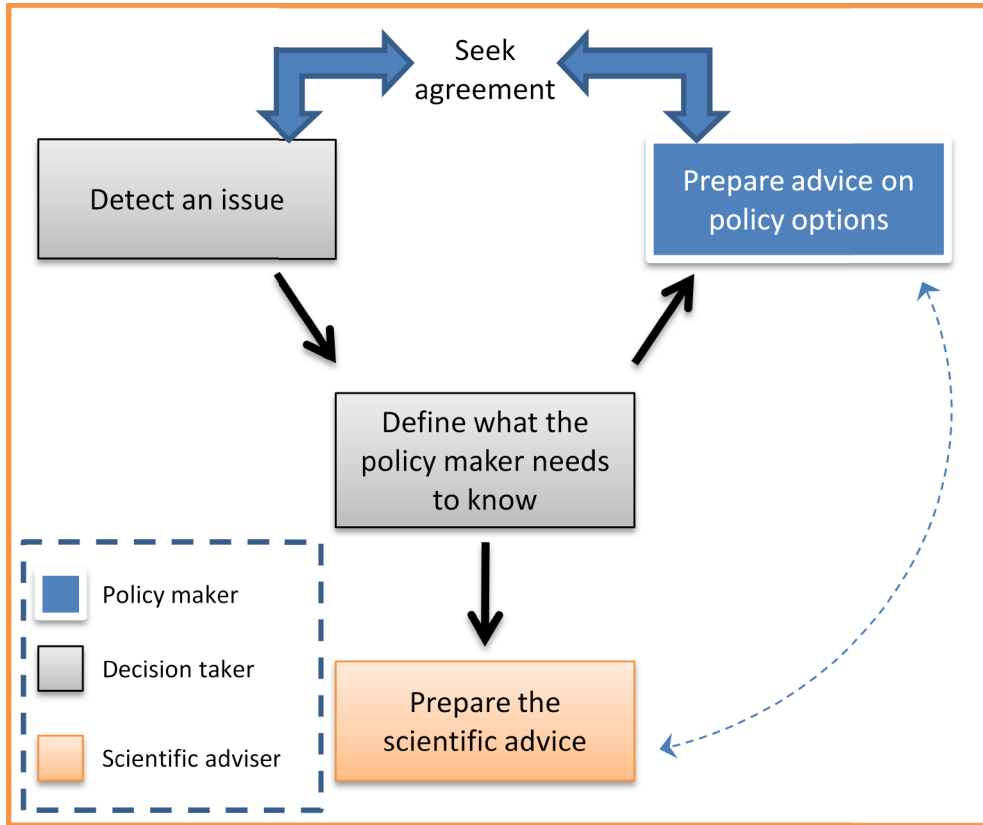 Seek
agreement
Detect an issue
Prepare advice on
policy options
Define what the
policy maker needs
to know
Policy maker
Decision taker
Scientific adviser
Prepare the
scientific advice